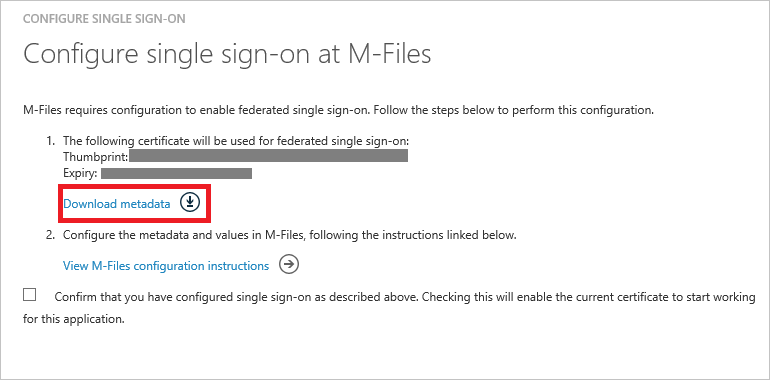 CONFIGURE SINGLE SIGN-ON
Configure single sign-on at M-Files
M-Files requires configuration to enable federated single sign-on. Follow the steps below to perform this configuration.
1. The following certificate will be used for federated single sign-on:
Thumbprint:
Expiry:
Download metadata
2. Configure the metadata and values in M-Files, following the instructions linked below.
View M-Files configuration instructions
Confirm that you have configured single sign-on as described above. Checking this will enable the current certificate to start working
for this application.